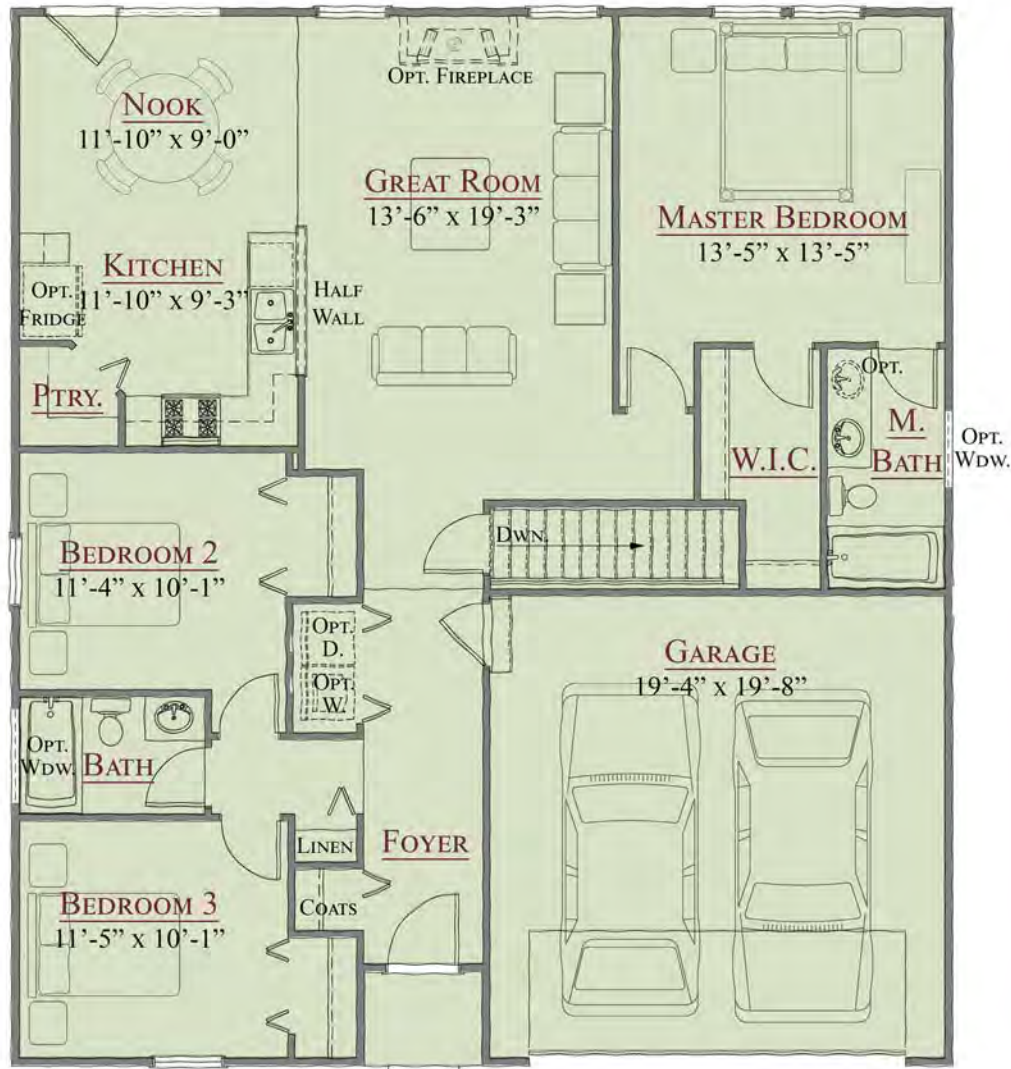 OPT. FIREPLACE
NOOK
11’-10” X 9’-0”
GREAT ROOM
13’-6” X 19’-3”
MASTER BEDROOM
13’-5” X 13’-5”
KITCHEN
11’-10” X 9’-3”
OPT.
FRIDGE
HALF
WALL
PTRY.
OPT.
M.
BATH
W.I.C.
OPT.
WDW.
DWN.
BEDROOM 2
11’-4” X 10’-1”
OPT.
D.
OPT.
W.
GARAGE
19’-4” X 19’-8”
OPT.
WDW.
BATH
LINEN
FOYER
COATS
BEDROOM 3
11’-5” X 10’-1”